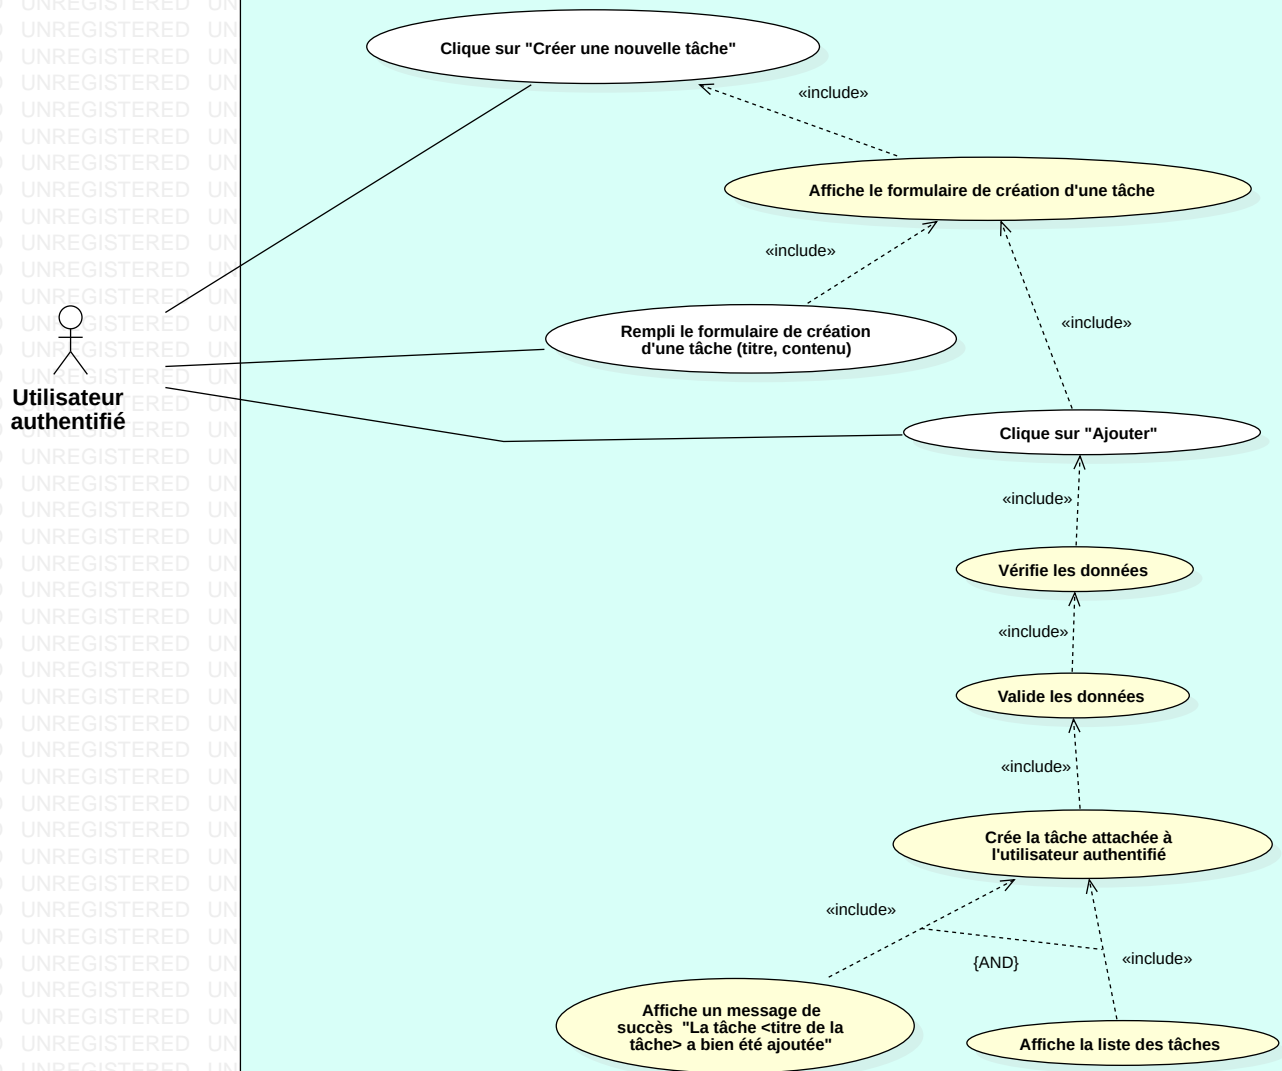 Clique sur "Créer une nouvelle tâche"
«include»
Affiche le formulaire de création d'une tâche
«include»
«include»
Rempli le formulaire de création
d'une tâche (titre, contenu)
Utilisateur
authentifié
Clique sur "Ajouter"
«include»
Vérifie les données
«include»
Valide les données
«include»
Crée la tâche attachée à
l'utilisateur authentifié
«include»
{AND}
«include»
Affiche un message de
succès "La tâche <titre de la
tâche> a bien été ajoutée"
Affiche la liste des tâches
UNREGISTERED